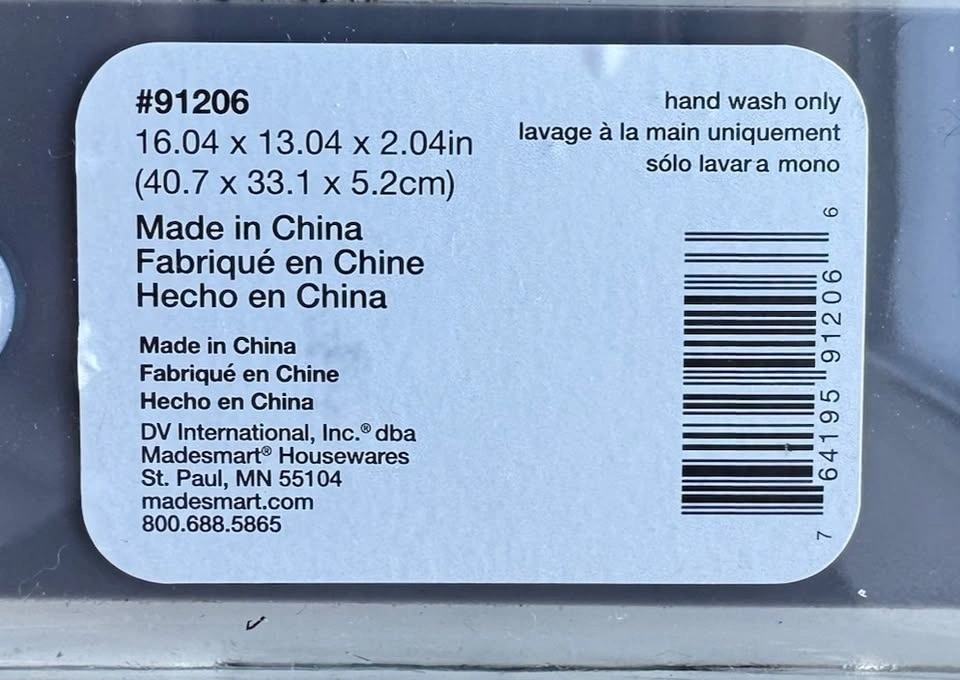 #91206
16.04 x 13.04 x 2.04in
(40.7 x 33.1 x 5.2cm)
Made in China
Fabriqué en Chine
Hecho en China
Made in China
Fabriqué en Chine
Hecho en China
DV International, Inc.® dba
Madesmart® Housewares
St. Paul, MN 55104
madesmart.com
800.688.5865
hand wash only
lavage à la main uniquement
sólo lavar a mono
7 64195 91206 6